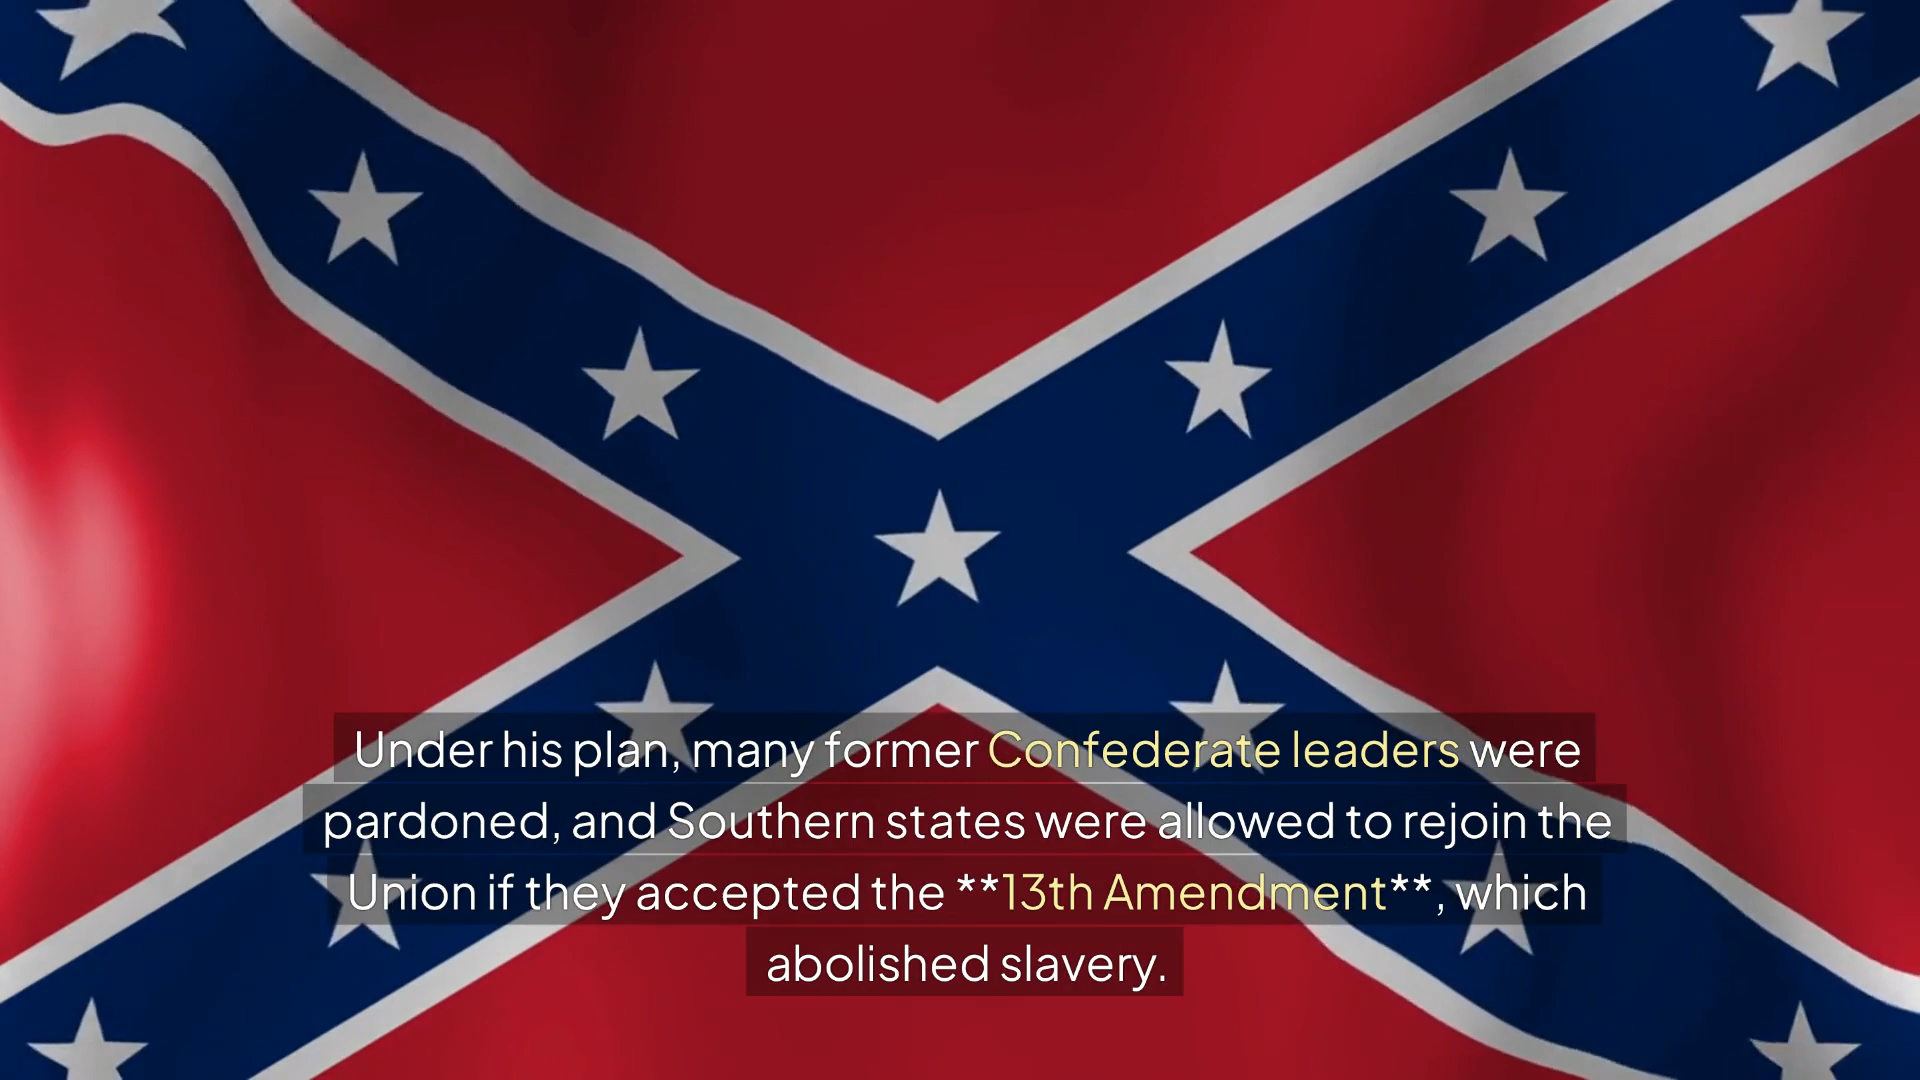 Under his plan, many former Confederate leaders were
pardoned, and Southern states were allowed to rejoin the
Union if they accepted the **13th Amendment**, which
abolished slavery.